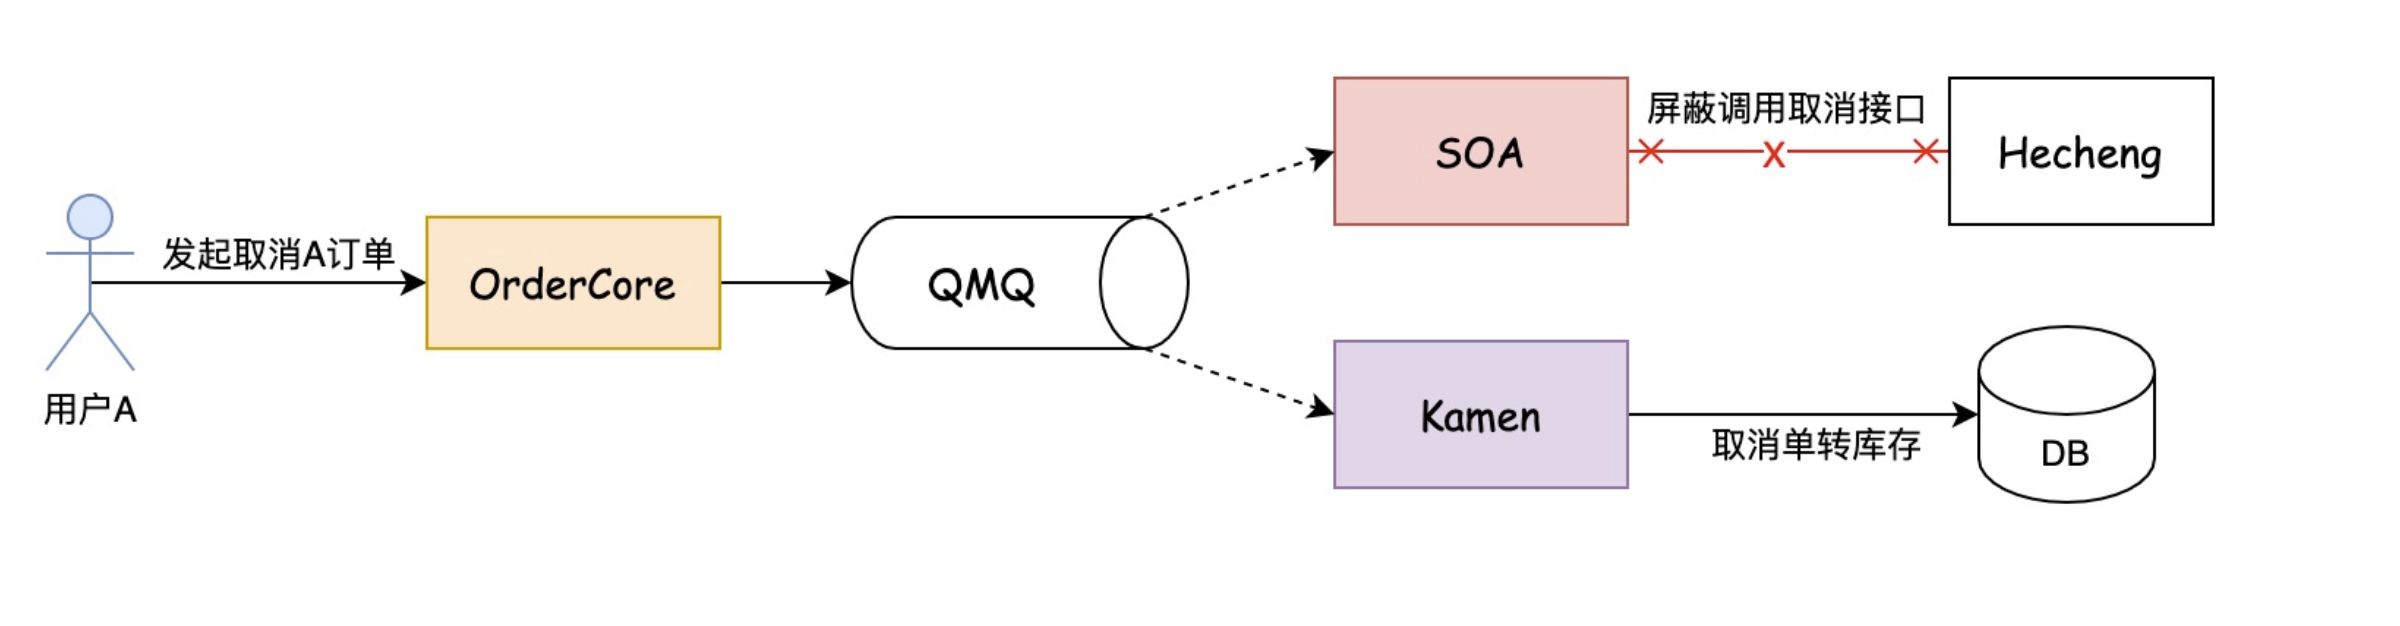 屏蔽调用取消接口
SOA
X
Hecheng
发起取消A订单
OrderCore
QMQ
用户A
Kamen
取消单转库存
DB